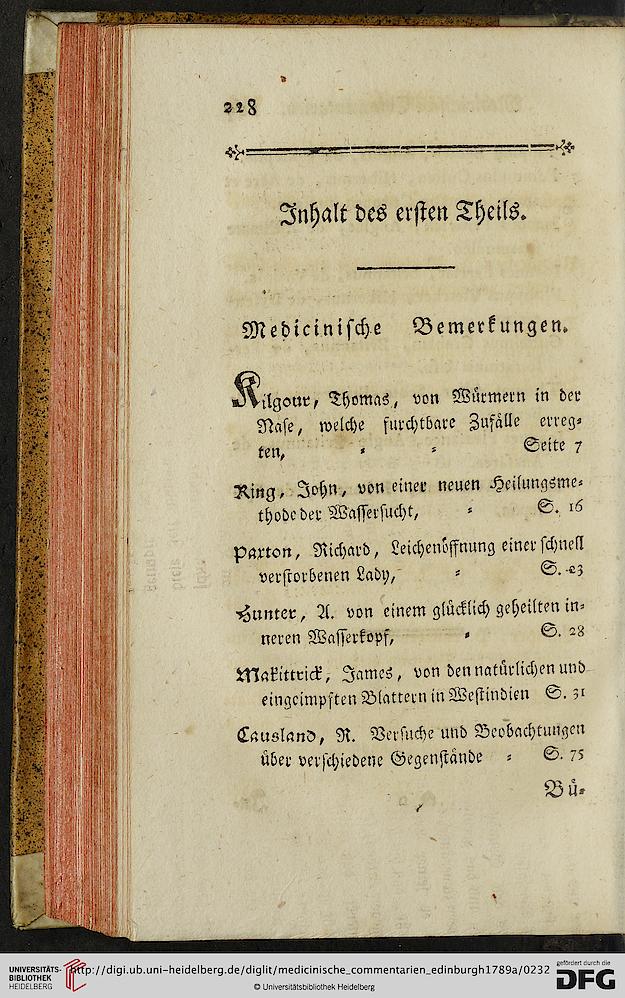 228
Inhalt des ersten Theils.
Medicinische Bemerkungen.
Kilgour, Thomas, von Würmern in der
Nase, welche furchtbare Zufälle erreg-
ten, - - Seite 7
Ring, John, von einer neuen Heilungsme-
thode der Wassersucht, - S. 16
Paxton, Richard, Leichenöffnung einer schnell
verstorbenen Lady, - S. 23
Hunter, A. von einem glücklich geheilten in-
neren Wasserkopf, - S. 28
Makittrick, James, von den natürlichen und
eingeimpften Blattern in Westindien S. 31
Causland, R. Versuche und Beobachtungen
über verschiedene Gegenstände - S. 75
Bü-
UNIVERSITÄTS-
BIBLIOTHEK
HEIDELBERG
http://digi.ub.uni-heidelberg.de/diglit/medicinische_commentarien_edinburgh1789a/0232
© Universitätsbibliothek Heidelberg
gefördert durch die
DFG